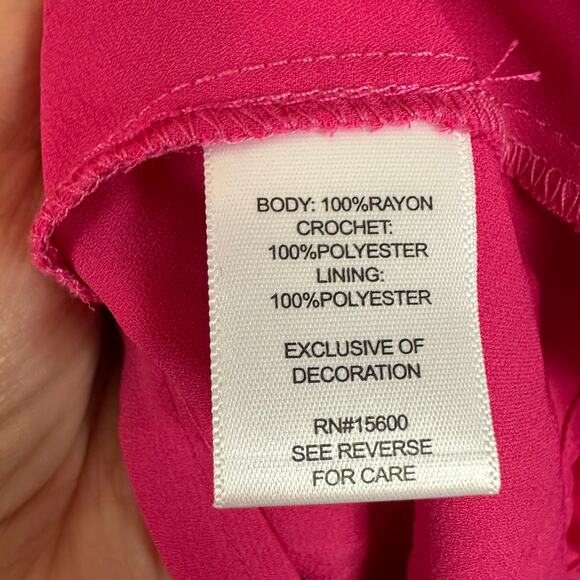 BODY: 100%RAYON
CROCHET:
100%POLYESTER
LINING:
100%POLYESTER
EXCLUSIVE OF
DECORATION
RN#15600
SEE REVERSE
FOR CARE